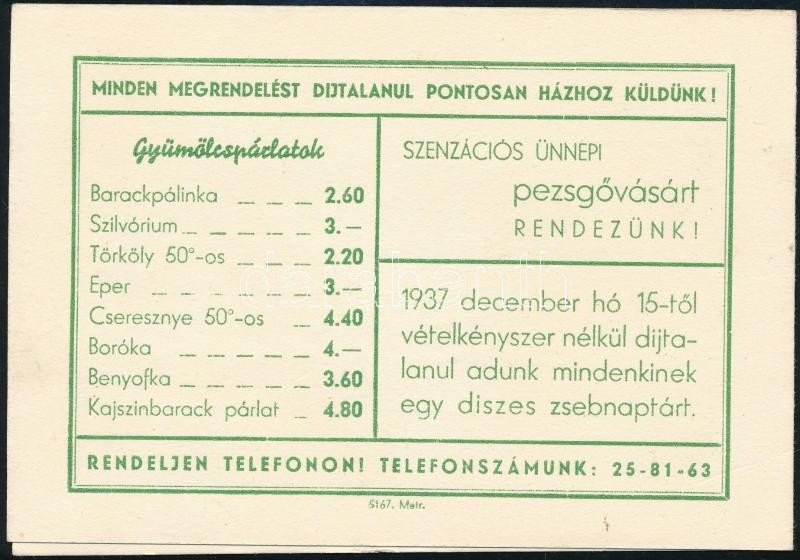 MINDEN MEGRENDELÉST DIJTALANUL PONTOSAN HÁZHOZ KÜLDÜNK!
Gyümölcspárlatok
Barackpálinka _ _ _ 2.60
Szilvórium _ _ _ _ 3.—
Törköly 50°-os _ _ 2.20
Eper _ _ _ _ _ _ 3.—
Cseresznye 50°-os _ 4.40
Boróka _ _ _ _ _ 4.—
Benyofka _ _ _ _ _ 3.60
Kajszinbarack párlat _ 4.80
SZENZÁCIÓS ÜNNEPI
pezsgővásárt
RENDEZÜNK!
1937 december hó 15-től
vételkényszer nélkül dijta-
lanul adunk mindenkinek
egy diszes zsebnaptárt.
RENDELJEN TELEFONON! TELEFONSZÁMUNK: 25-81-63
5167. Metr.